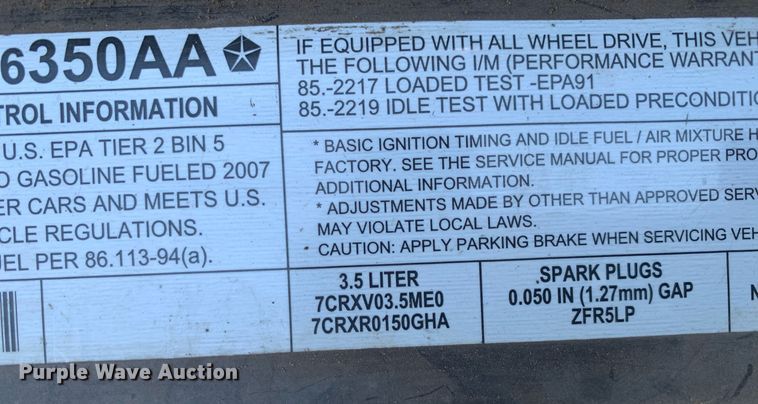 6350AA
TROL INFORMATION
U.S. EPA TIER 2 BIN 5
D GASOLINE FUELED 2007
ER CARS AND MEETS U.S.
CLE REGULATIONS.
UEL PER 86.113-94(a).
IF EQUIPPED WITH ALL WHEEL DRIVE, THIS VEH
THE FOLLOWING I/M (PERFORMANCE WARRANT
85.-2217 LOADED TEST -EPA91
85.-2219 IDLE TEST WITH LOADED PRECONDITIO
* BASIC IGNITION TIMING AND IDLE FUEL / AIR MIXTURE H
FACTORY. SEE THE SERVICE MANUAL FOR PROPER PRO
ADDITIONAL INFORMATION.
* ADJUSTMENTS MADE BY OTHER THAN APPROVED SERV
MAY VIOLATE LOCAL LAWS.
CAUTION: APPLY PARKING BRAKE WHEN SERVICING VEH
3.5 LITER
7CRXV03.5ME0
7CRXR0150GHA
SPARK PLUGS
0.050 IN (1.27mm) GAP
ZFR5LP
N
Purple Wave Auction